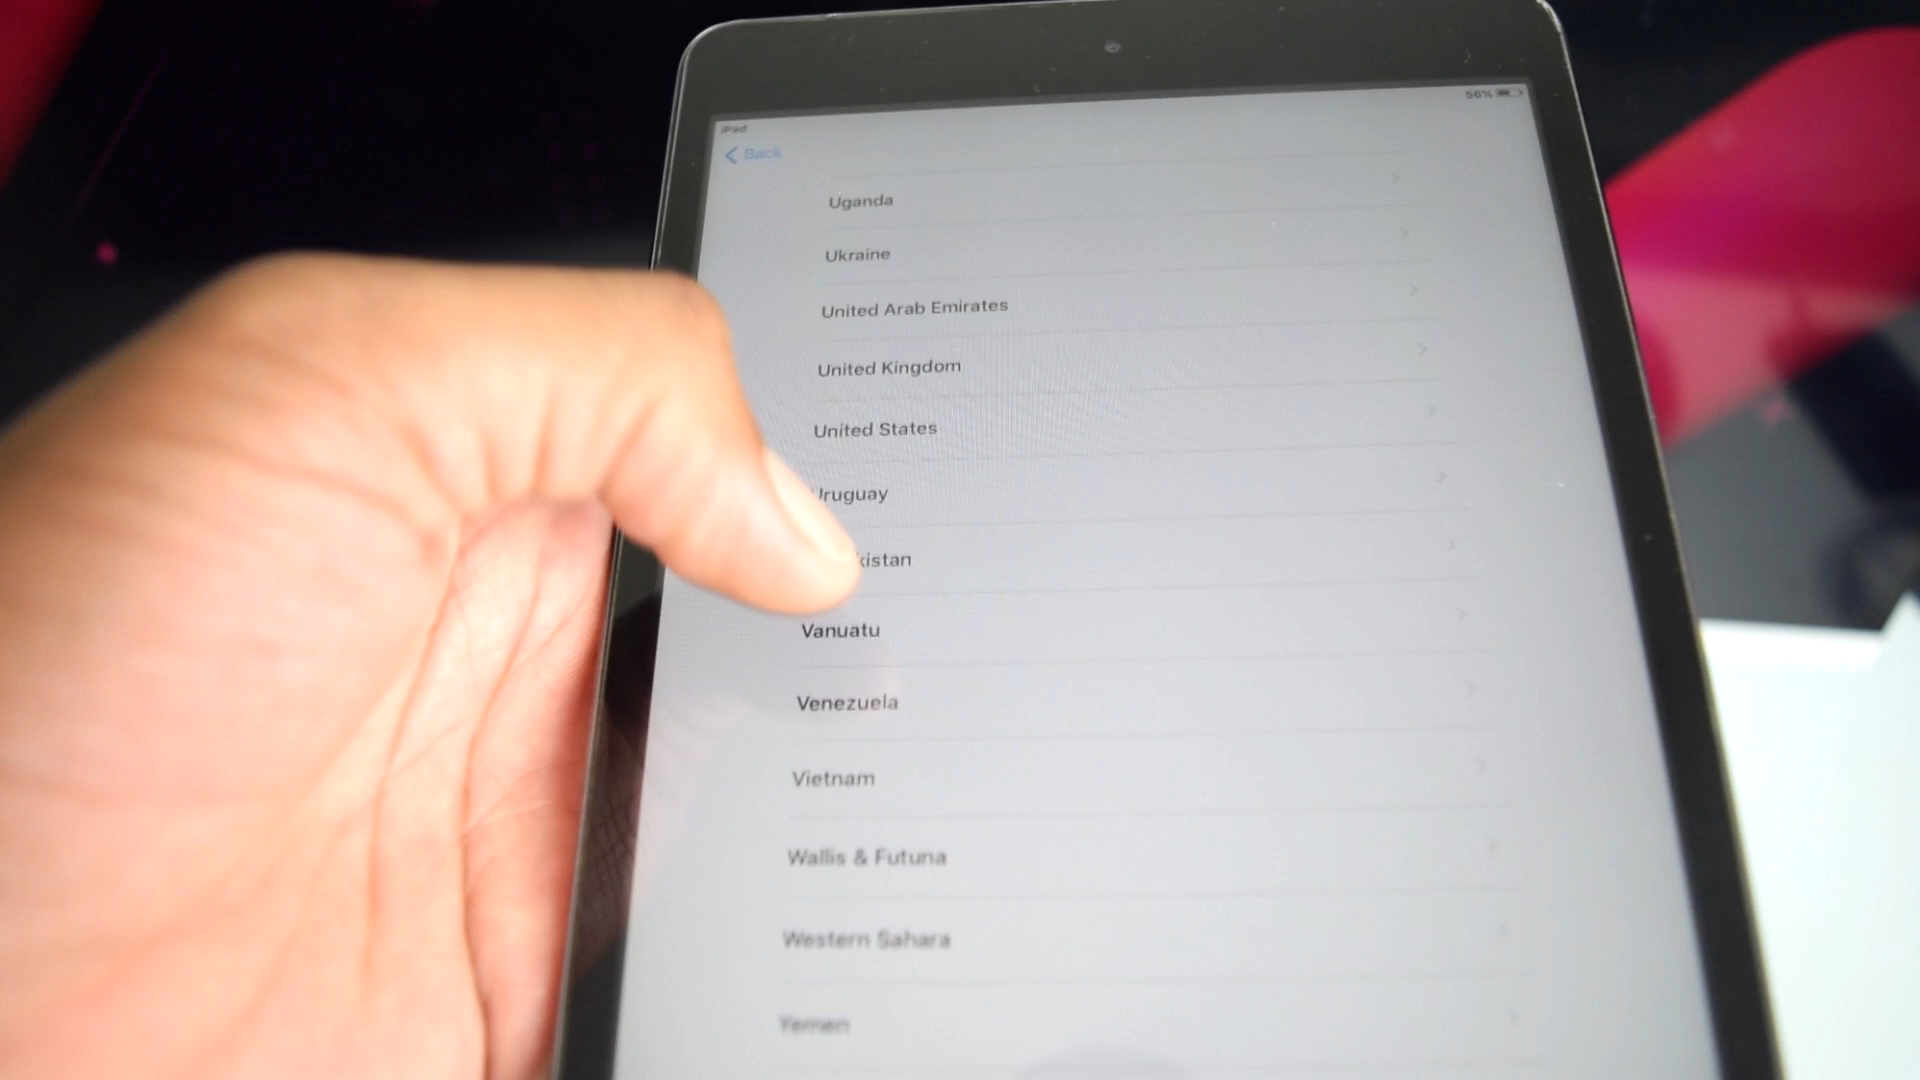 56%
iPad
Back
Uganda
Ukraine
United Arab Emirates
United Kingdom
United States
ruguay
kistan
Vanuatu
Venezuela
Vietnam
Wallis & Futuna
Western Sahara
Yemen